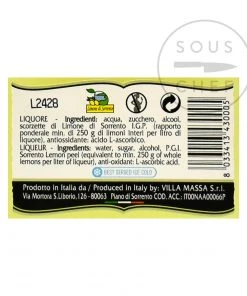 SOUS
CHEF
LIMONE DI SORRENTO
L2428
LIQUORE - Ingredienti: acqua, zucchero, alcool,
scorzette di Limone di Sorrento I.G.P. (rapporto
ponderale min. di 250 g di limoni interi per litro di
liquore), antiossidante: acido L-ascorbico.
LIQUEUR - Ingredients: water, sugar, alcohol, P.G.I.
Sorrento Lemon peel (equivalent to min. 250 g of whole
lemons per liter of liqueur), anti-oxidant: L-ascorbic acid.
8 033413 430005
BEST SERVED ICE COLD
Prodotto in Italia da / Produced in Italy by: VILLA MASSA S.r.l.
Via Mortora S.Liborio, 126 - 80063 Piano di Sorrento COD. ACC.: IT00NAA00066P